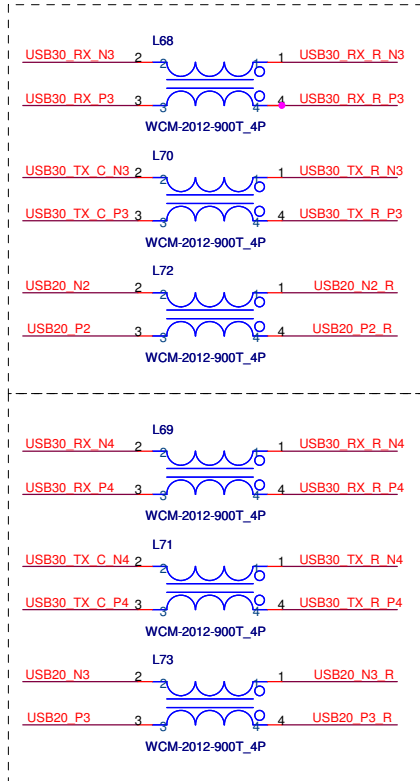 L68
USB30_RX_N3 2 2 1 1 USB30_RX_R_N3
USB30_RX_P3 3 3 4 4 USB30_RX_R_P3
WCM-2012-900T_4P
L70
USB30_TX_C_N3 2 2 1 1 USB30_TX_R_N3
USB30_TX_C_P3 3 3 4 4 USB30_TX_R_P3
WCM-2012-900T_4P
L72
USB20_N2 2 2 1 1 USB20_N2_R
USB20_P2 3 3 4 4 USB20_P2_R
WCM-2012-900T_4P
L69
USB30_RX_N4 2 2 1 1 USB30_RX_R_N4
USB30_RX_P4 3 3 4 4 USB30_RX_R_P4
WCM-2012-900T_4P
L71
USB30_TX_C_N4 2 2 1 1 USB30_TX_R_N4
USB30_TX_C_P4 3 3 4 4 USB30_TX_R_P4
WCM-2012-900T_4P
L73
USB20_N3 2 2 1 1 USB20_N3_R
USB20_P3 3 3 4 4 USB20_P3_R
WCM-2012-900T_4P